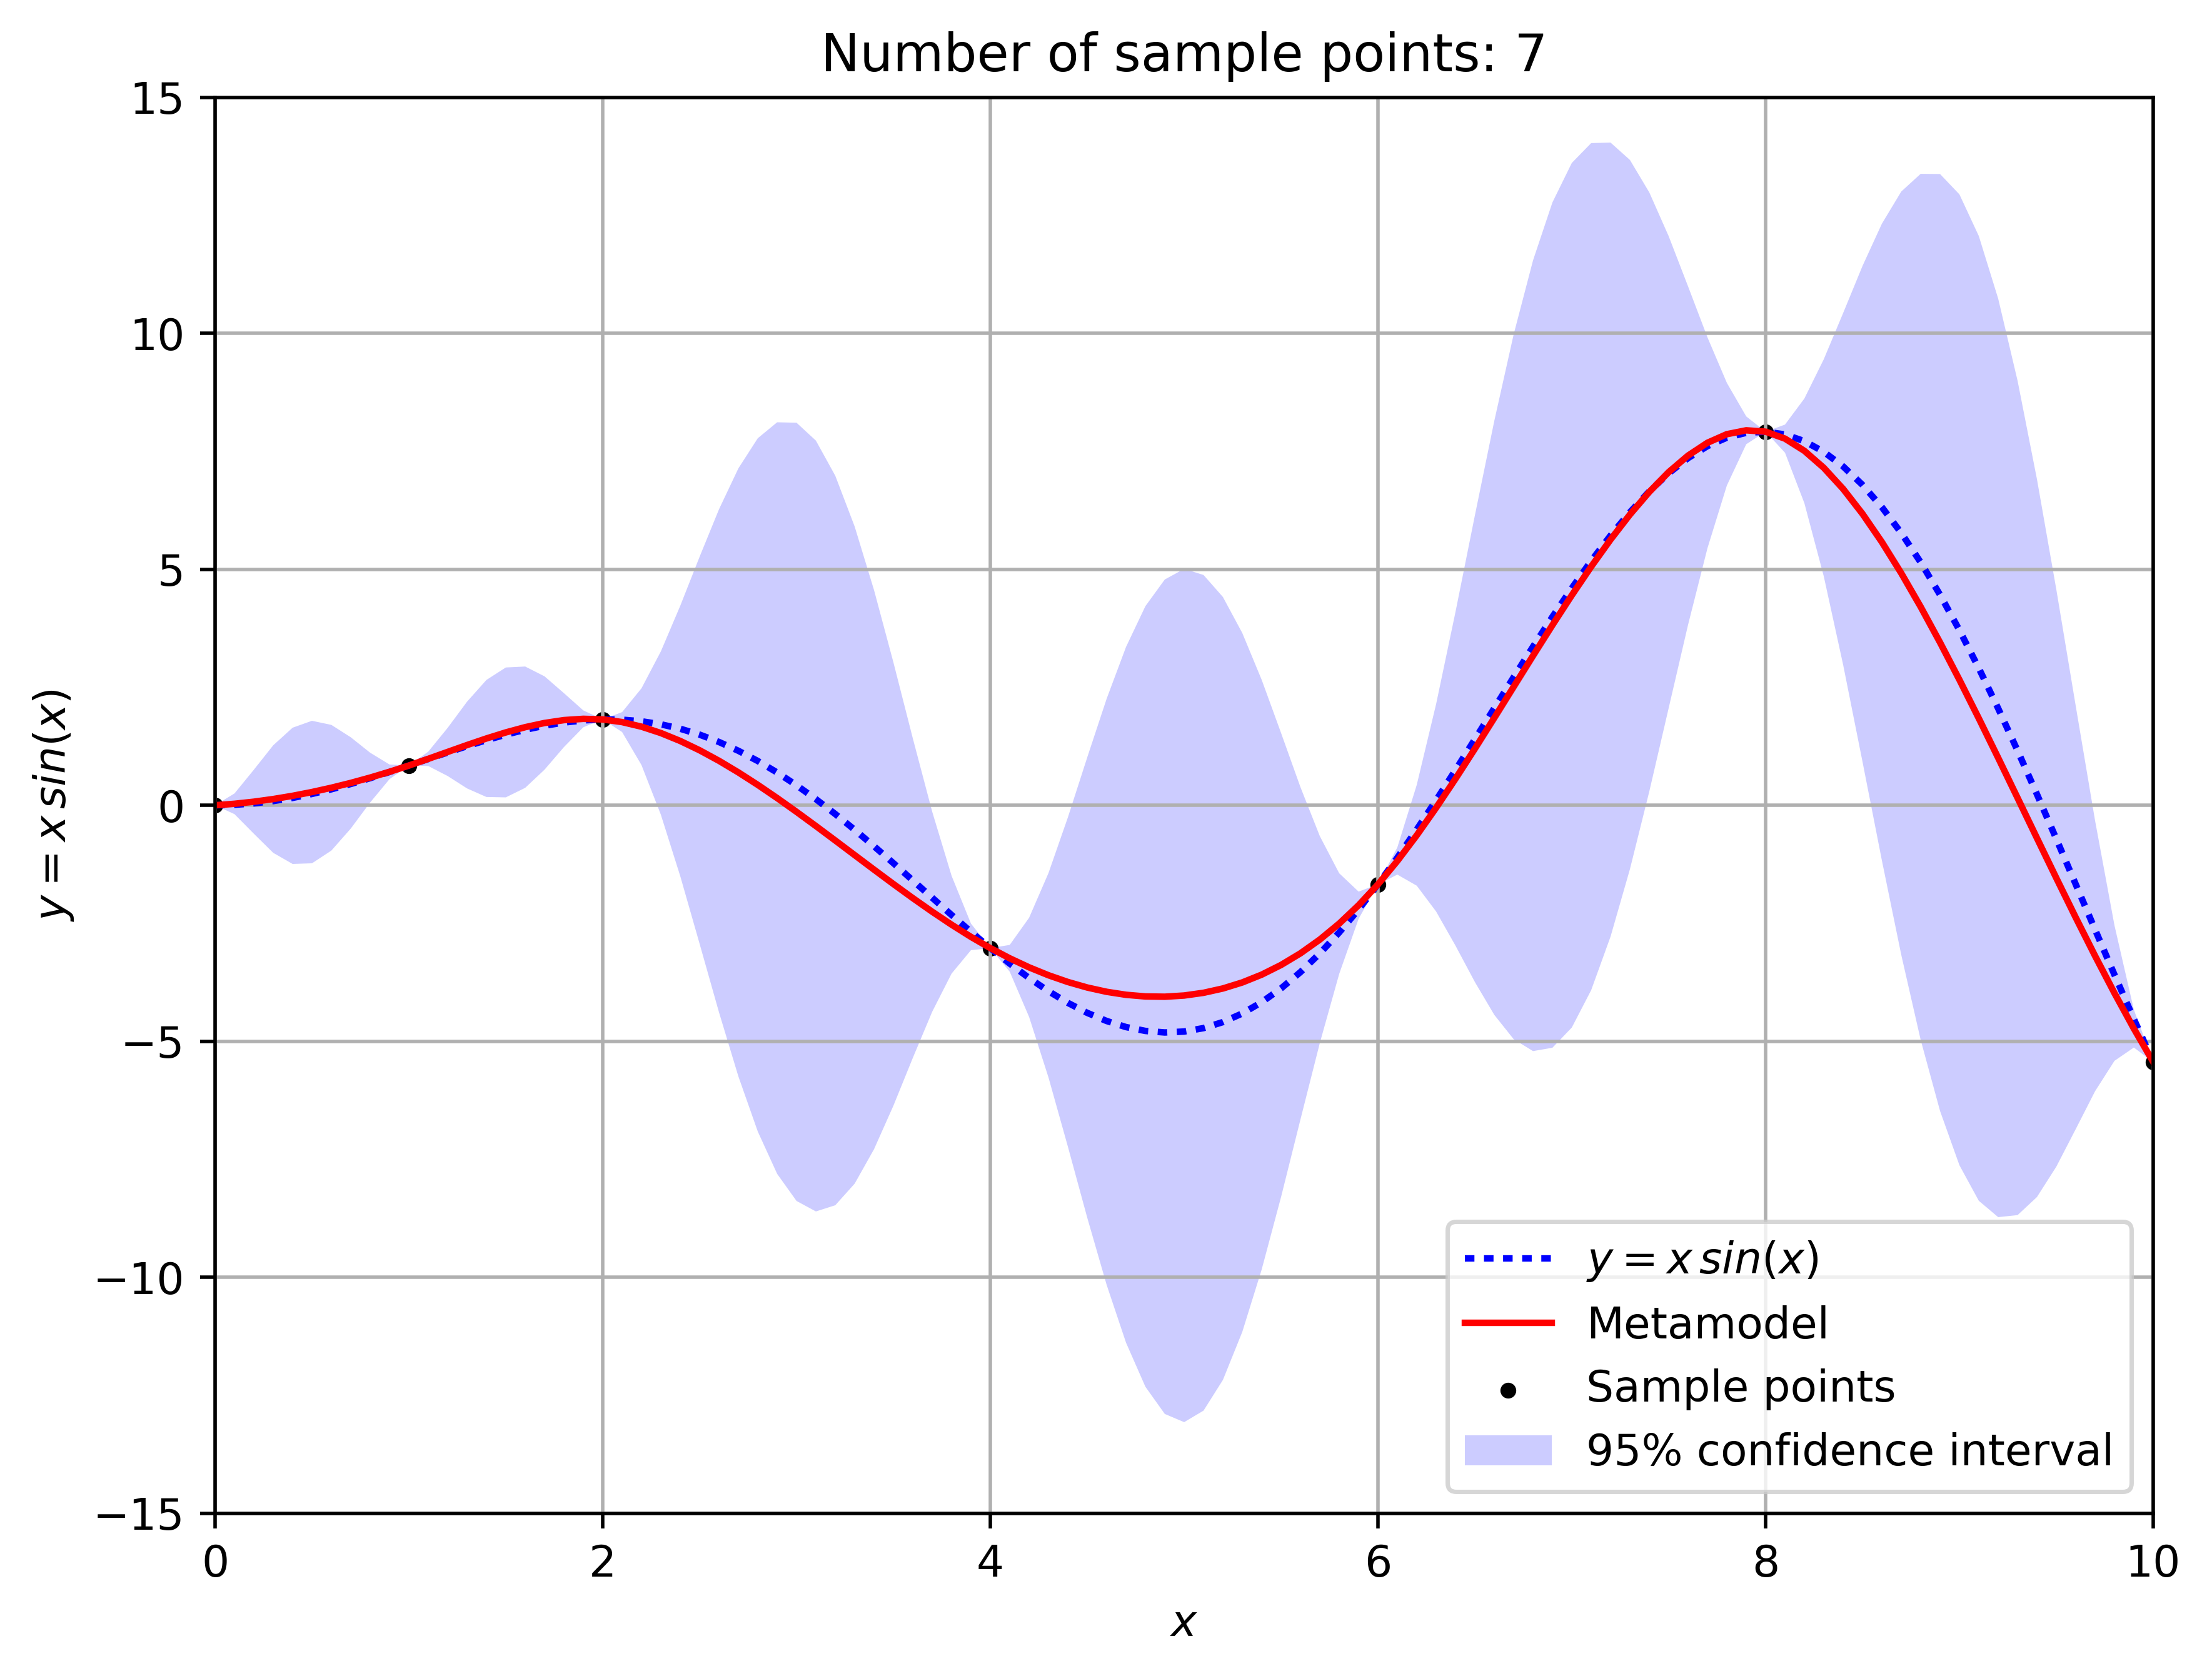 Number of sample points: 7
15
10
5
0
−5
−10
−15
y = x sin(x)
0 2 4 6 8 10
x
y = x sin(x)
Metamodel
Sample points
95% confidence interval